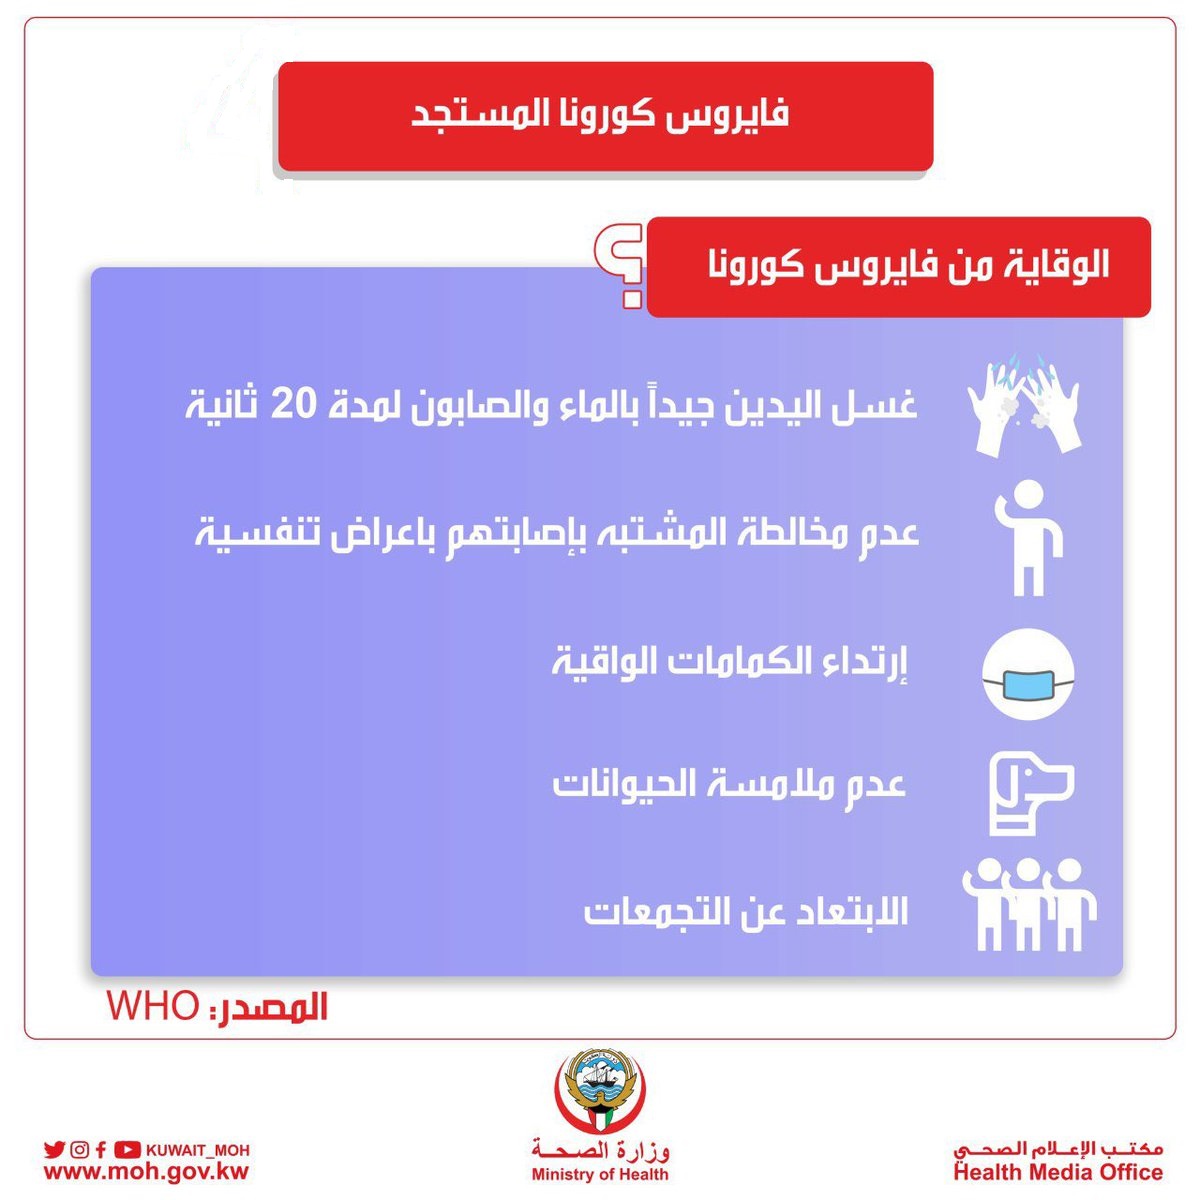 فايروس كورونا المستجد
الوقاية من فايروس كورونا ؟
غسل اليدين جيداً بالماء والصابون لمدة 20 ثانية
عدم مخالطة المشتبه بإصابتهم باعراض تنفسية
إرتداء الكمامات الواقية
عدم ملامسة الحيوانات
الابتعاد عن التجمعات
المصدر: WHO
مكتب الإعلام الصحي
Health Media Office
وزارة الصحة
Ministry of Health
KUWAIT_MOH
www.moh.gov.kw